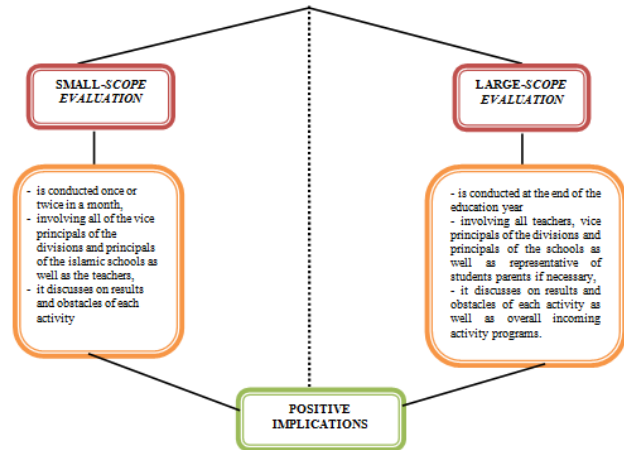 SMALL-SCOPE
EVALUATION
- is conducted once or
twice in a month,
- involving all of the vice
principals of the
divisions and principals
of the islamic schools as
well as the teachers,
- it discusses on results
and obstacles of each
activity
LARGE-SCOPE
EVALUATION
- is conducted at the end of the
education year
- involving all teachers, vice
principals of the divisions and
principals of the schools as
well as representative of
students parents if necessary,
- it discusses on results and
obstacles of each activity as
well as overall incoming
activity programs.
POSITIVE
IMPLICATIONS